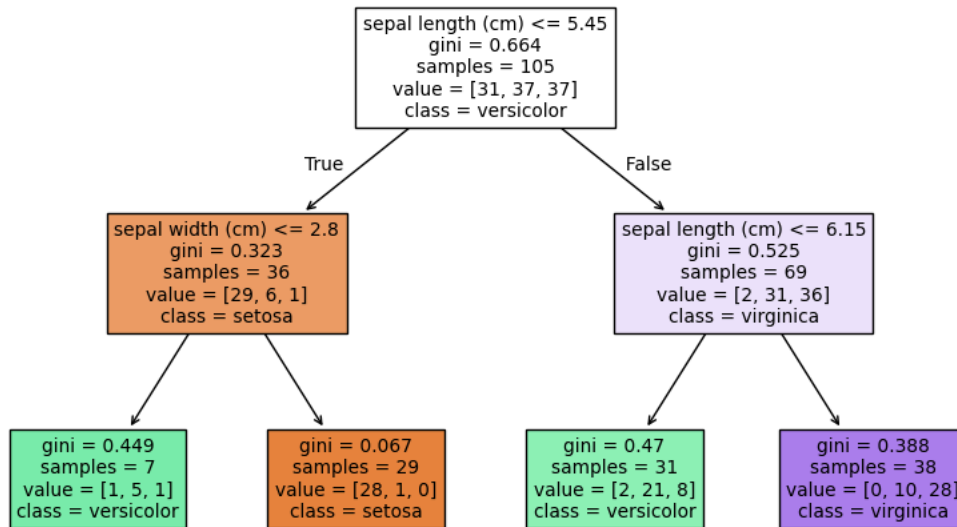 sepal length (cm) <= 5.45
gini = 0.664
samples = 105
value = [31, 37, 37]
class = versicolor
True
False
sepal width (cm) <= 2.8
gini = 0.323
samples = 36
value = [29, 6, 1]
class = setosa
sepal length (cm) <= 6.15
gini = 0.525
samples = 69
value = [2, 31, 36]
class = virginica
gini = 0.449
samples = 7
value = [1, 5, 1]
class = versicolor
gini = 0.067
samples = 29
value = [28, 1, 0]
class = setosa
gini = 0.47
samples = 31
value = [2, 21, 8]
class = versicolor
gini = 0.388
samples = 38
value = [0, 10, 28]
class = virginica